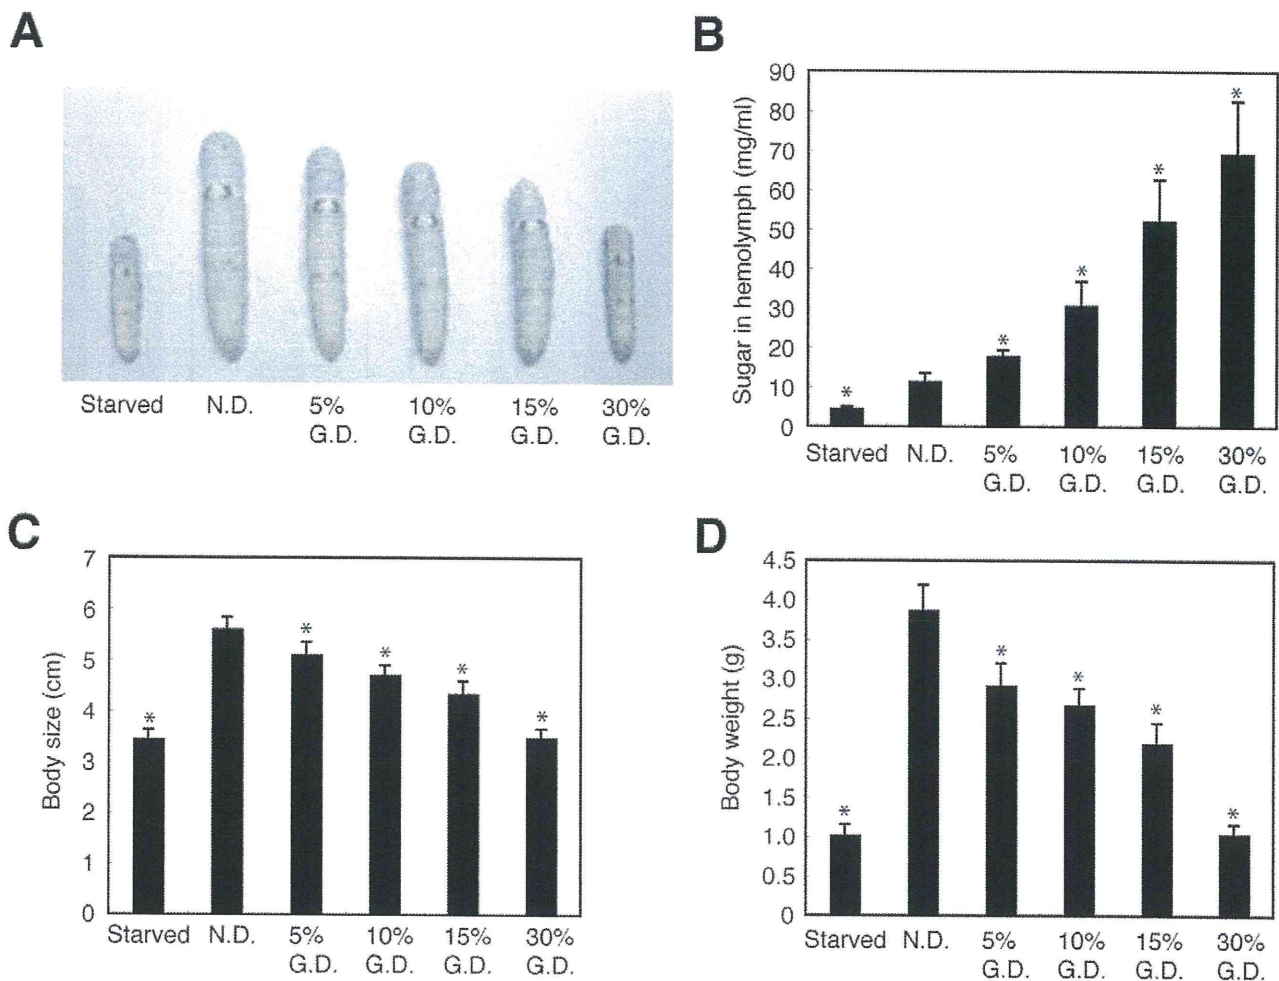 A
Starved N.D. 5% 10% 15% 30%
G.D. G.D. G.D. G.D.
B
Sugar in hemolymph (mg/ml)
90
80
70
60
50
40
30
20
10
0
* * * * *
Starved N.D. 5% 10% 15% 30%
G.D. G.D. G.D. G.D.
C
Body size (cm)
7
6
5
4
3
2
1
0
* * * * *
Starved N.D. 5% 10% 15% 30%
G.D. G.D. G.D. G.D.
D
Body weight (g)
4.5
4.0
3.5
3.0
2.5
2.0
1.5
1.0
0.5
0
* * * * *
Starved N.D. 5% 10% 15% 30%
G.D. G.D. G.D. G.D.